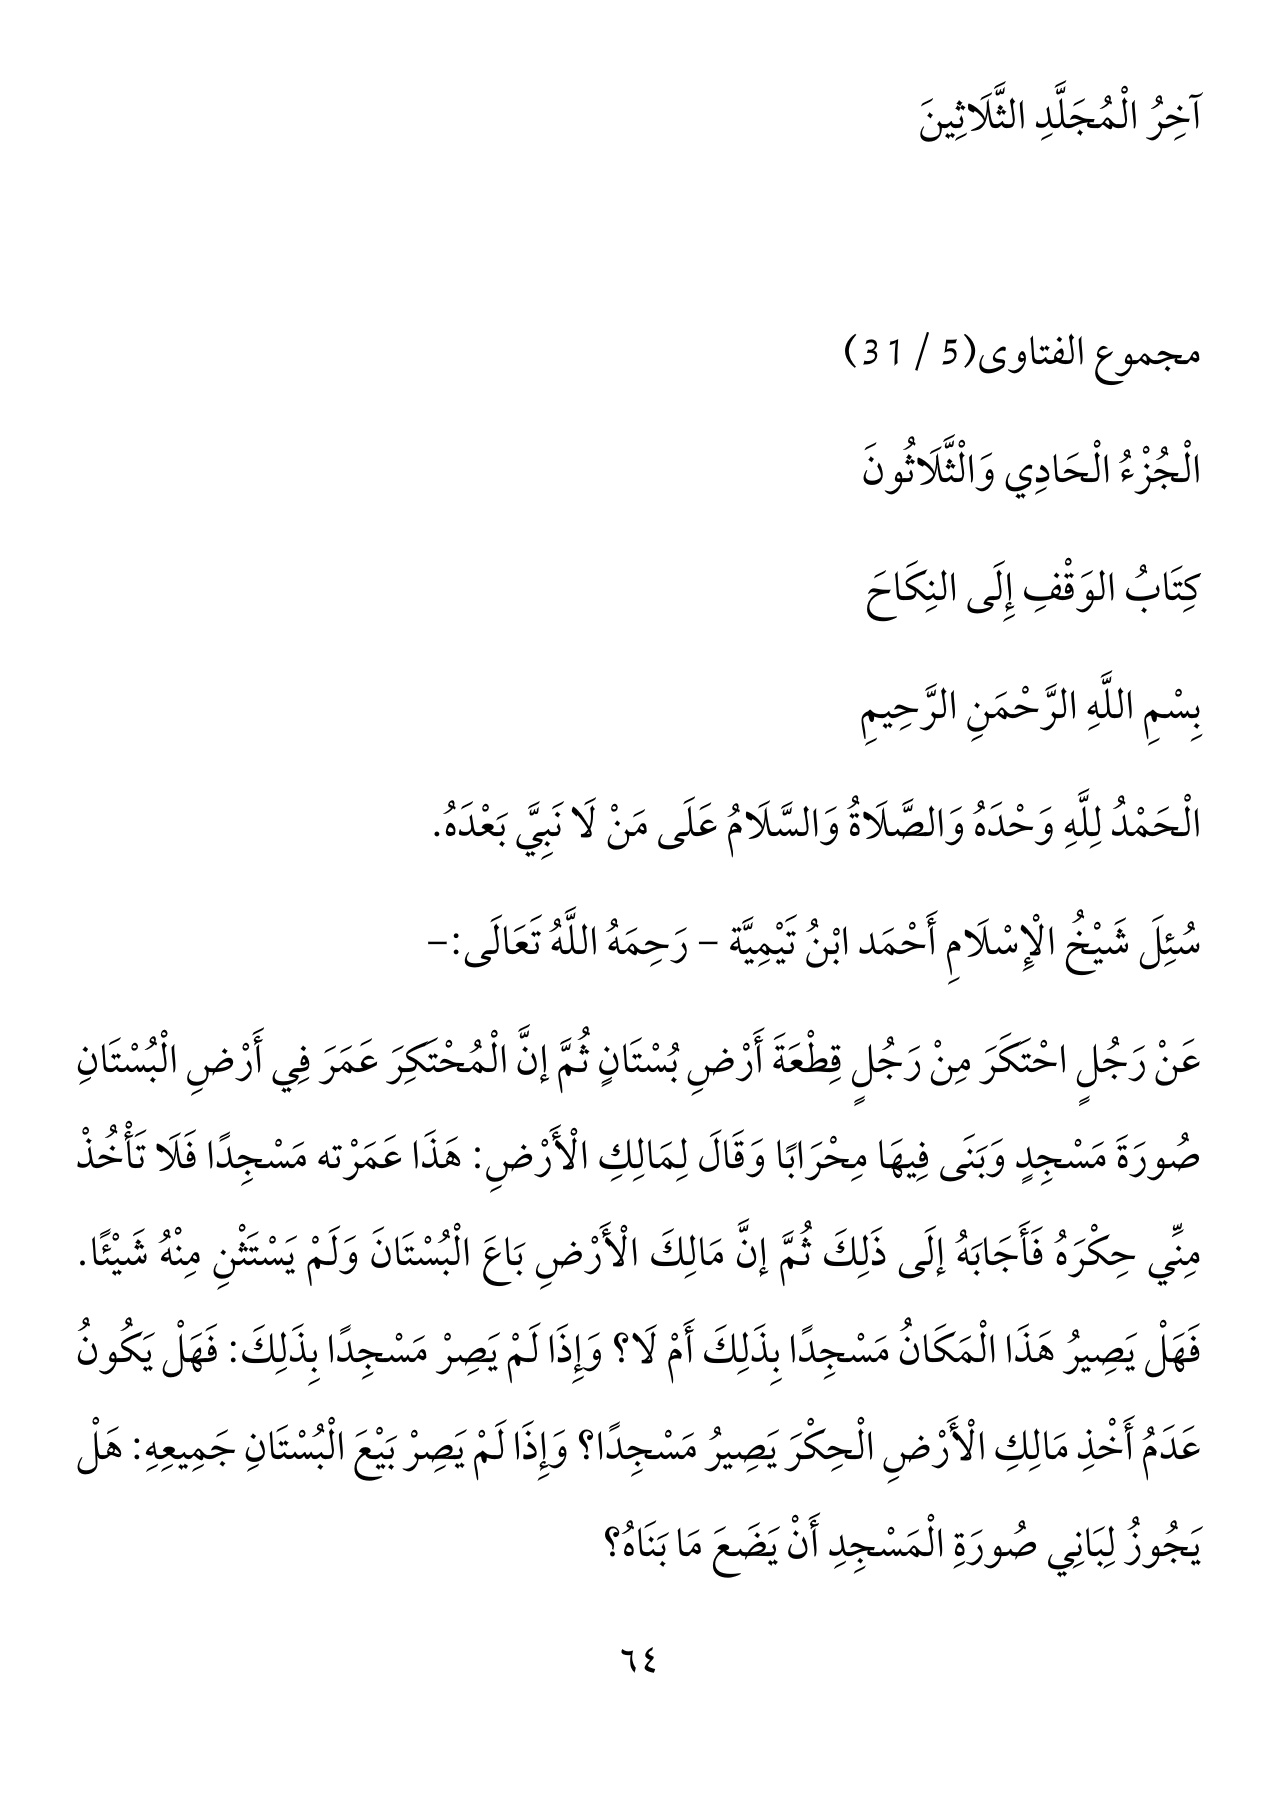 آخِرُ الْمُجَلَّدِ الثَّلَاثِينَ
مجموع الفتاوى(5 / 31)
الْجُزْءُ الْحَادِي وَالْثَّلَاثُونَ
كِتَابُ الوَقْفِ إِلَى النِكَاحَ
بِسْمِ اللَّهِ الرَّحْمَنِ الرَّحِيمِ
الْحَمْدُ لِلَّهِ وَحْدَهُ وَالصَّلَاةُ وَالسَّلَامُ عَلَى مَنْ لَا نَبِيَّ بَعْدَهُ.
سُئِلَ شَيْخُ الْإِسْلَامِ أَحْمَد ابْنُ تَيْمِيَّة – رَحِمَهُ اللَّهُ تَعَالَى :–
عَنْ رَجُلٍ احْتَكَرَ مِنْ رَجُلٍ قِطْعَةَ أَرْضِ بُسْتَانٍ ثُمَّ إنَّ الْمُحْتَكِرَ عَمَرَ فِي أَرْضِ الْبُسْتَانِ
صُورَةَ مَسْجِدٍ وَبَنَى فِيهَا مِحْرَابًا وَقَالَ لِمَالِكِ الْأَرْضِ: هَذَا عَمَرْته مَسْجِدًا فَلَا تَأْخُذْ
مِنِّي حِكْرَهُ فَأَجَابَهُ إلَى ذَلِكَ ثُمَّ إنَّ مَالِكَ الْأَرْضِ بَاعَ الْبُسْتَانَ وَلَمْ يَسْتَثْنِ مِنْهُ شَيْئًا.
فَهَلْ يَصِيرُ هَذَا الْمَكَانُ مَسْجِدًا بِذَلِكَ أَمْ لَا؟ وَإِذَا لَمْ يَصِرْ مَسْجِدًا بِذَلِكَ: فَهَلْ يَكُونُ
عَدَمُ أَخْذِ مَالِكِ الْأَرْضِ الْحِكْرَ يَصِيرُ مَسْجِدًا؟ وَإِذَا لَمْ يَصِرْ بَيْعَ الْبُسْتَانِ جَمِيعِهِ: هَلْ
يَجُوزُ لِبَانِي صُورَةِ الْمَسْجِدِ أَنْ يَضَعَ مَا بَنَاهُ؟
٦٤